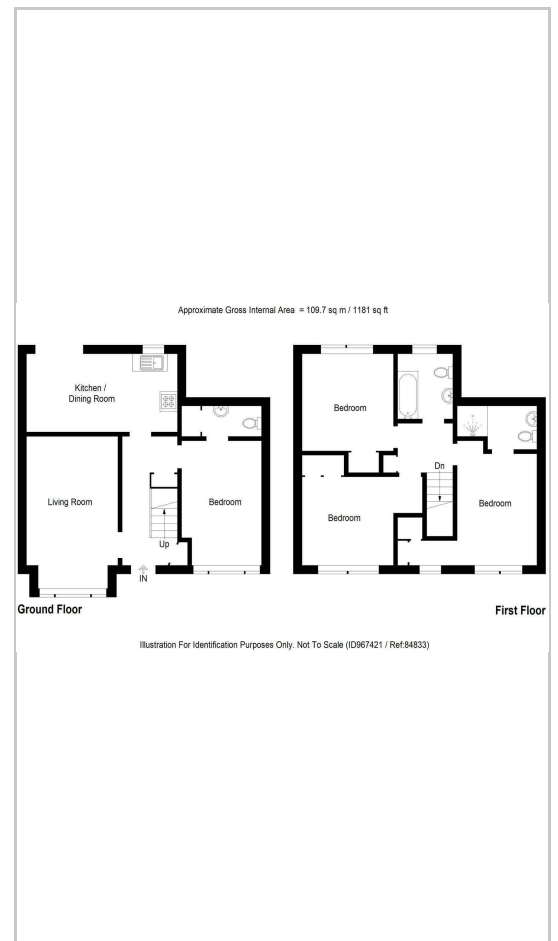 Approximate Gross Internal Area = 109.7 sq m / 1181 sq ft
Kitchen /
Dining Room
Living Room
Bedroom
Up
IN
Ground Floor
Bedroom
Bedroom
Dn
Bedroom
First Floor
Illustration For Identification Purposes Only. Not To Scale (ID967421 / Ref:84833)